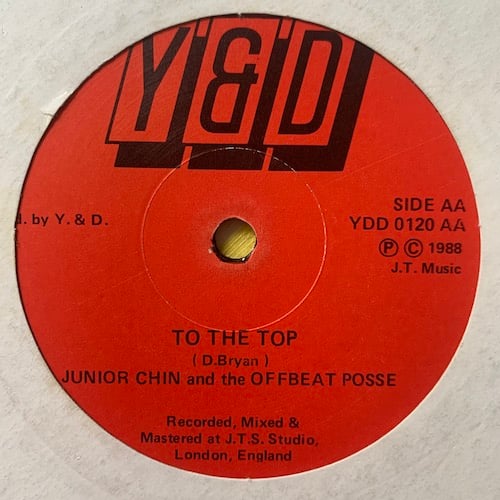 Y&D
. by Y. & D.
SIDE AA
YDD 0120 AA
Ⓟ © 1988
J.T. Music
TO THE TOP
( D.Bryan )
JUNIOR CHIN and the OFFBEAT POSSE
Recorded, Mixed &
Mastered at J.T.S. Studio,
London, England